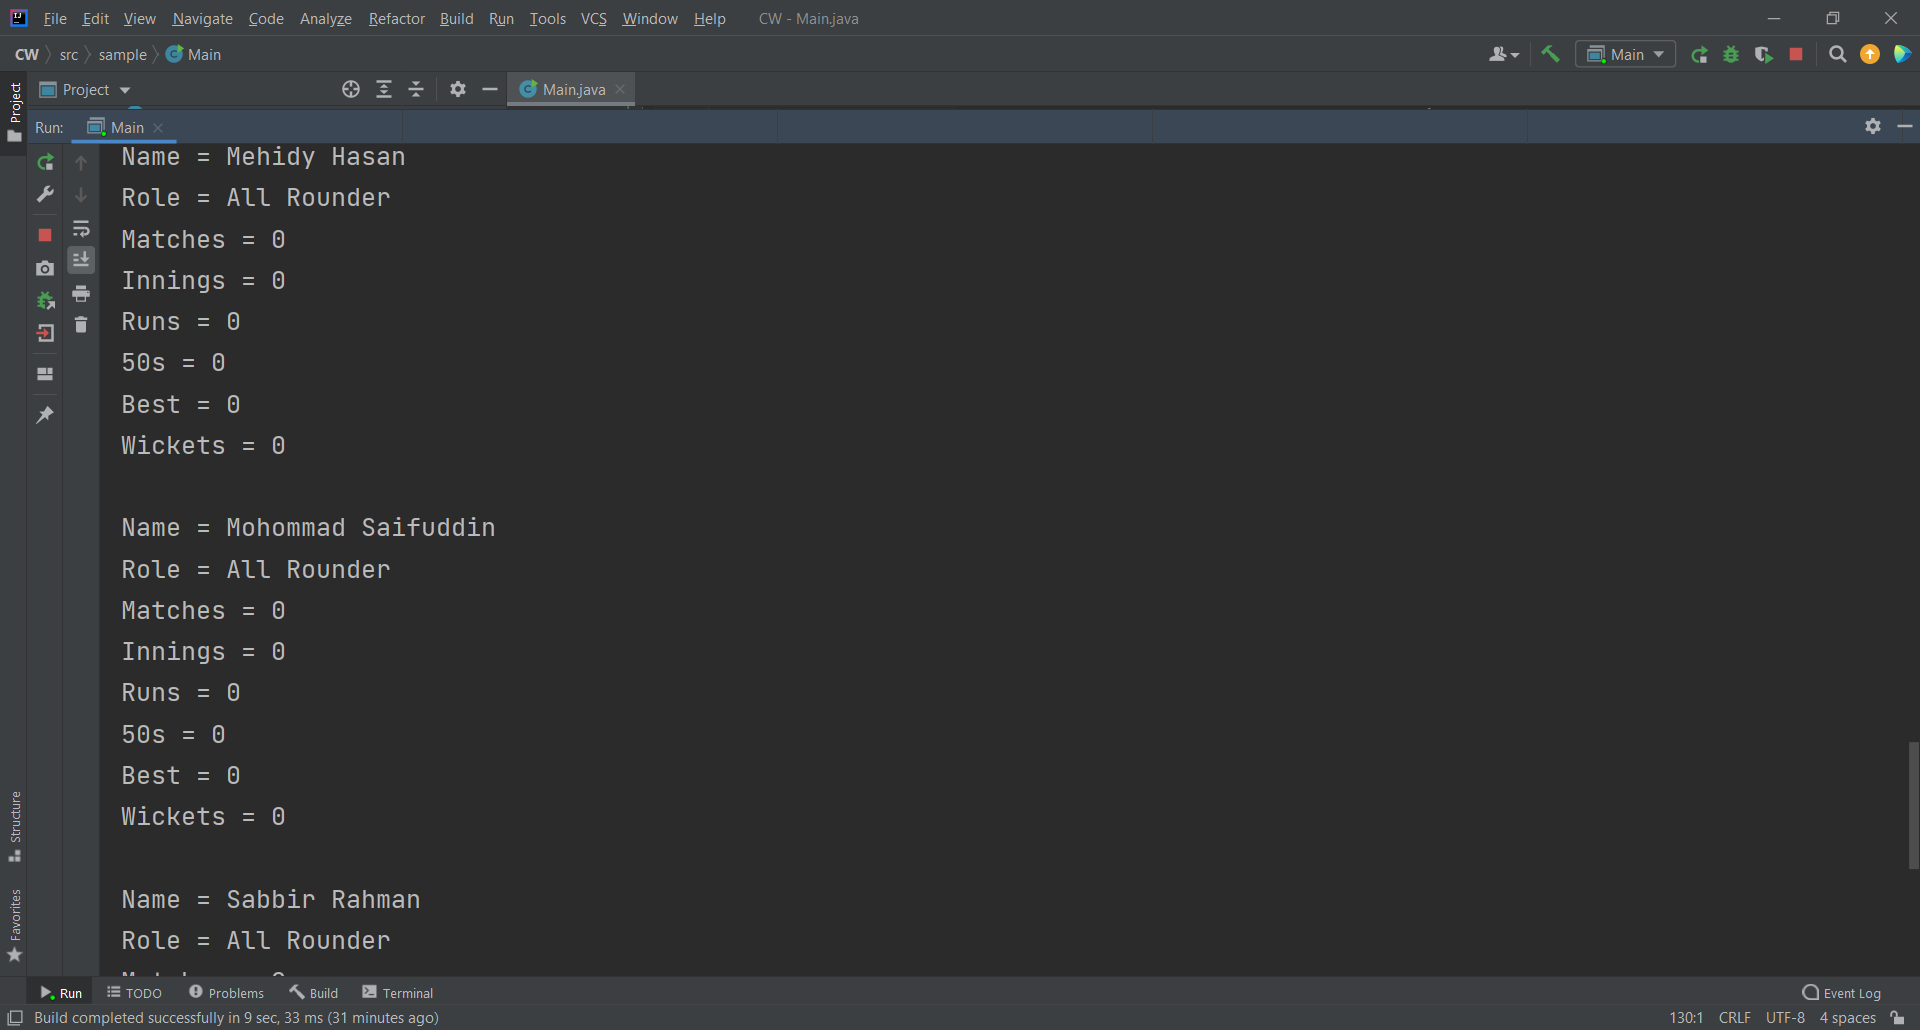 File Edit View Navigate Code Analyze Refactor Build Run Tools VCS Window Help CW - Main.java
CW src sample Main Main
Project Main.java
Project
Run: Main
Name = Mehidy Hasan
Role = All Rounder
Matches = 0
Innings = 0
Runs = 0
50s = 0
Best = 0
Wickets = 0
Name = Mohommad Saifuddin
Role = All Rounder
Matches = 0
Innings = 0
Runs = 0
50s = 0
Best = 0
Wickets = 0
Name = Sabbir Rahman
Role = All Rounder
Structure
Favorites
Run TODO Problems Build Terminal Event Log
Build completed successfully in 9 sec, 33 ms (31 minutes ago) 130:1 CRLF UTF-8 4 spaces